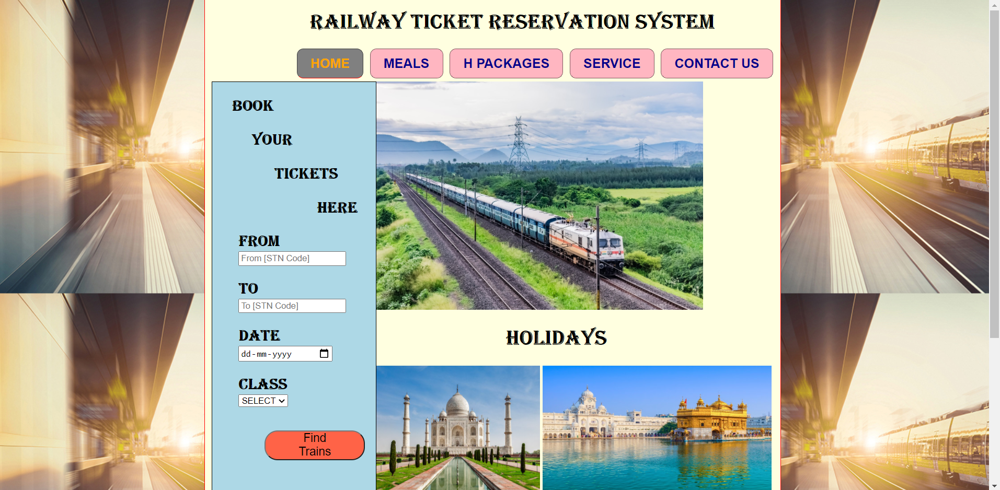 RAILWAY TICKET RESERVATION SYSTEM
HOME MEALS H PACKAGES SERVICE CONTACT US
BOOK
YOUR
TICKETS
HERE
FROM
From [STN Code]
TO
To [STN Code]
DATE
dd-mm-yyyy
CLASS
SELECT
Find
Trains
HOLIDAYS